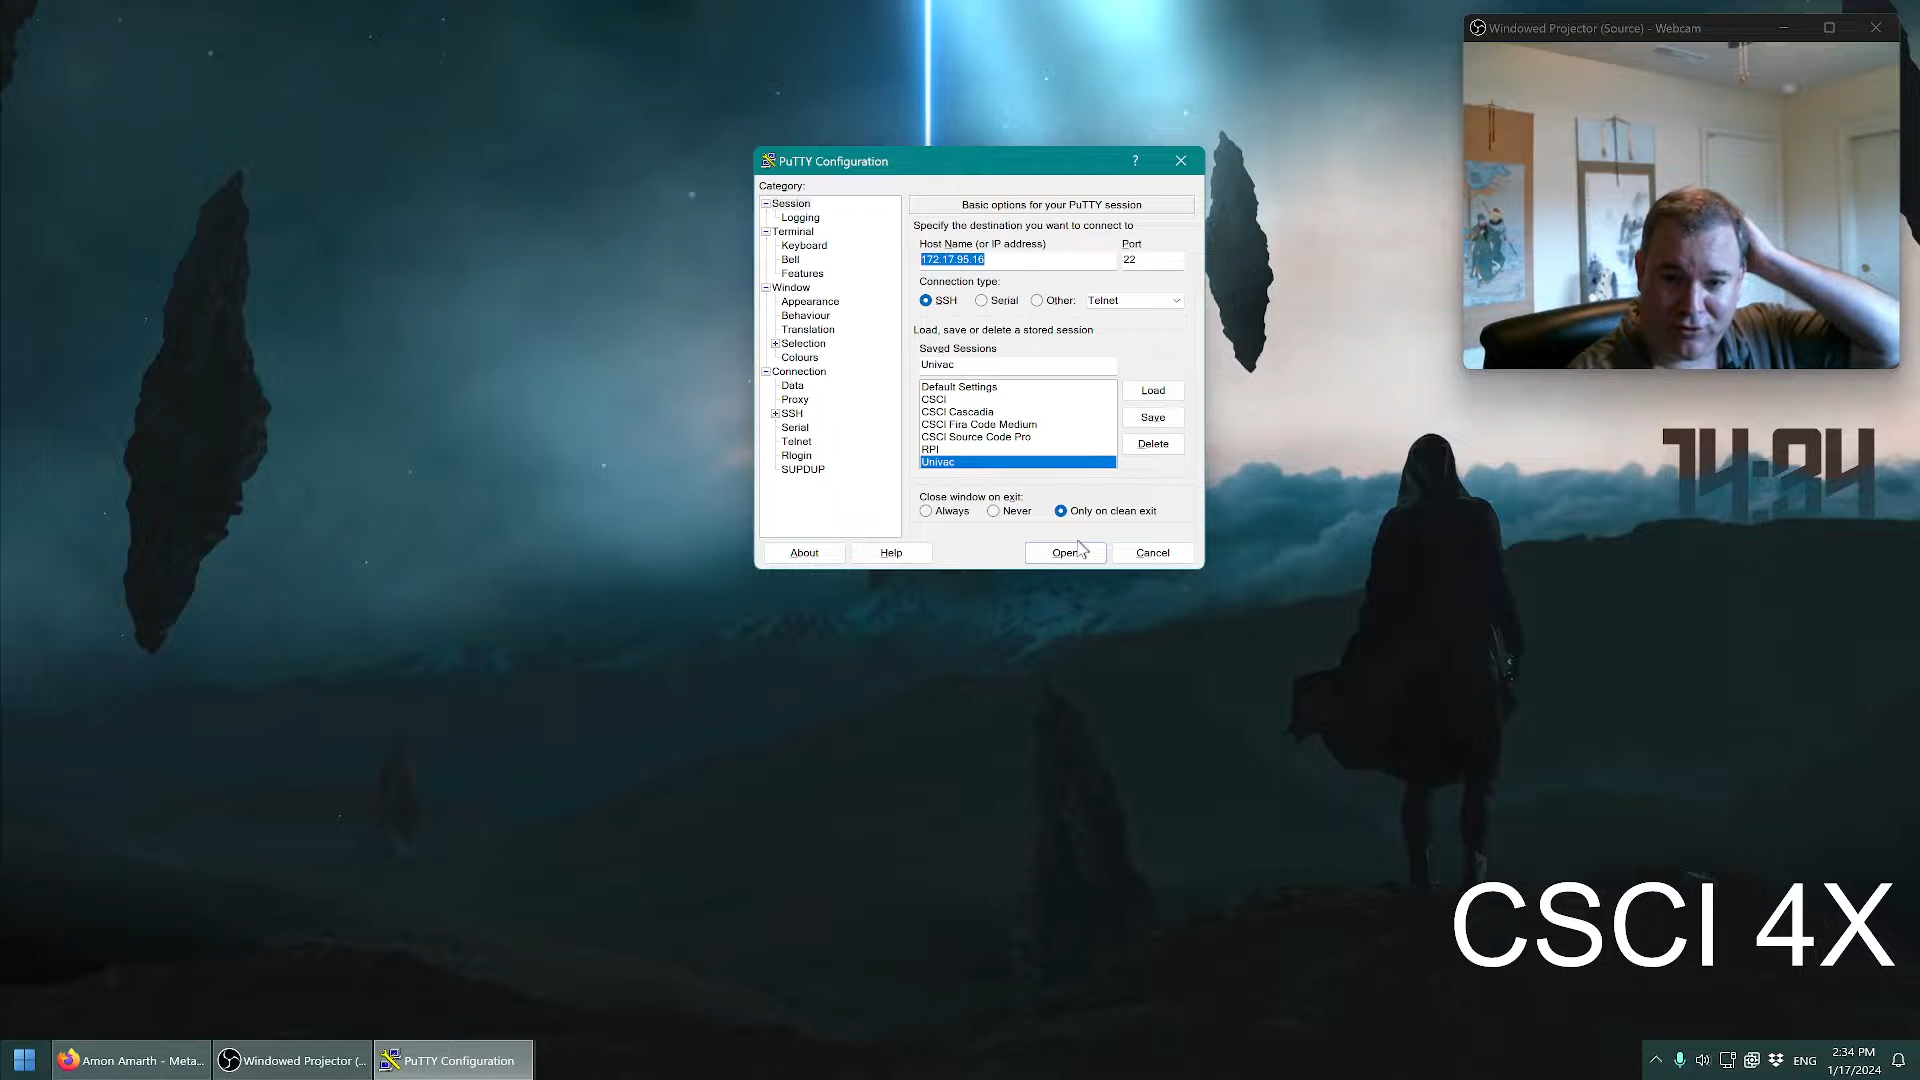 Windowed Projector (Source) - Webcam
PuTTY Configuration
?
Category:
Session
Logging
Terminal
Keyboard
Bell
Features
Window
Appearance
Behaviour
Translation
Selection
Colours
Connection
Data
Proxy
SSH
Serial
Telnet
Rlogin
SUPDUP
Basic options for your PuTTY session
Specify the destination you want to connect to
Host Name (or IP address) Port
172.17.95.16 22
Connection type:
SSH Serial Other: Telnet
Load, save or delete a stored session
Saved Sessions
Univac
Default Settings
CSCI
CSCI Cascadia
CSCI Fira Code Medium
CSCI Source Code Pro
RPI
Univac
Load
Save
Delete
Close window on exit:
Always Never Only on clean exit
About Help Open Cancel
14:34
CSCI 4X
Amon Amarth - Meta...
Windowed Projector (...
PuTTY Configuration
ENG
2:34 PM
1/17/2024